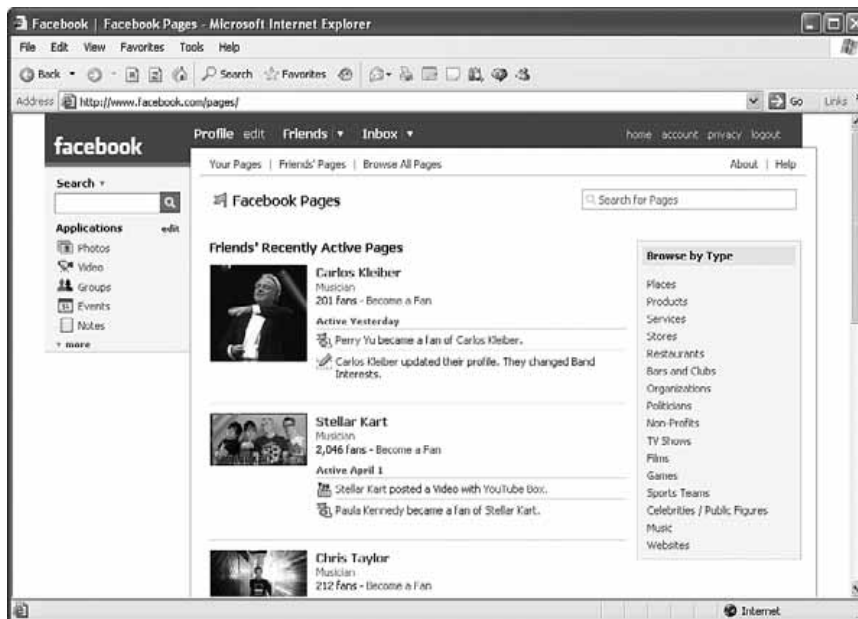 Facebook | Facebook Pages - Microsoft Internet Explorer
File Edit View Favorites Tools Help
Back Search Favorites
Address http://www.facebook.com/pages/ Go Links
facebook
Profile edit Friends Inbox home account privacy logout
Your Pages | Friends' Pages | Browse All Pages About | Help
Search
Applications edit
Photos
Video
Groups
31 Events
Notes
more
Facebook Pages
Search for Pages
Friends' Recently Active Pages
Carlos Kleiber
Musician
201 fans - Become a Fan
Active Yesterday
Perry Yu became a fan of Carlos Kleiber.
Carlos Kleiber updated their profile. They changed Band
Interests.
Stellar Kart
Musician
2,046 fans - Become a Fan
Active April 1
Stellar Kart posted a Video with YouTube Box.
Paula Kennedy became a fan of Stellar Kart.
Chris Taylor
Musician
212 fans - Become a Fan
Browse by Type
Places
Products
Services
Stores
Restaurants
Bars and Clubs
Organizations
Politicians
Non-Profits
TV Shows
Films
Games
Sports Teams
Celebrities / Public Figures
Music
Websites
Internet